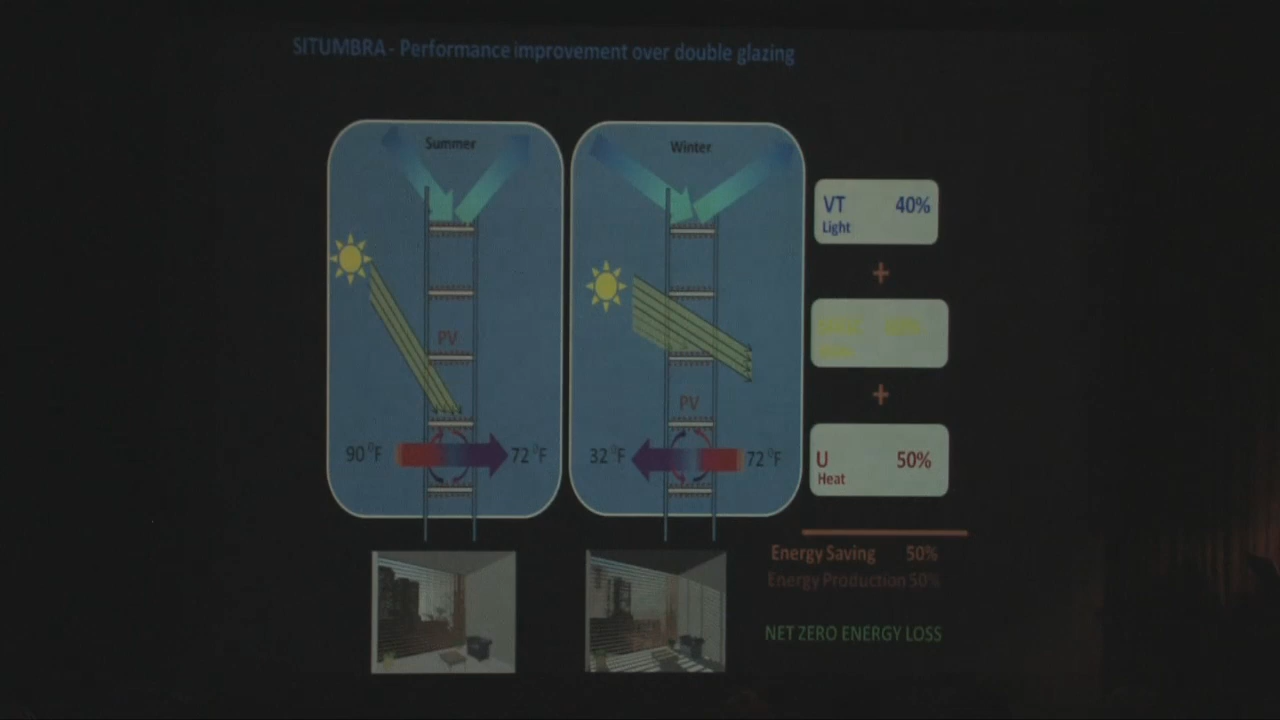 SITUMBRA - Performance improvement over double glazing
Summer
Winter
VT 40%
Light
+
PV
+
PV
90 °F
72 °F
32 °F
72 °F
U 50%
Heat
Energy Saving 50%
Energy Production 50%
NET ZERO ENERGY LOSS